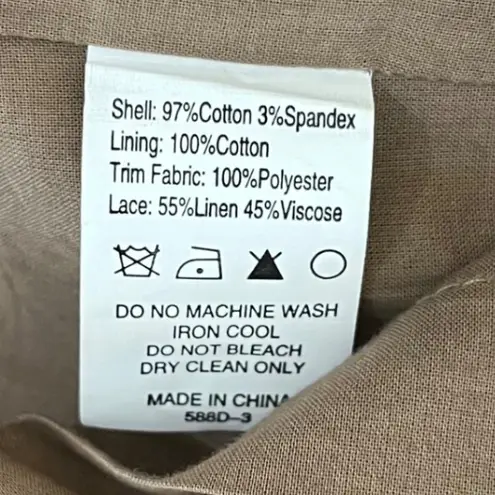 Shell: 97%Cotton 3%Spandex
Lining: 100%Cotton
Trim Fabric: 100%Polyester
Lace: 55%Linen 45%Viscose
DO NO MACHINE WASH
IRON COOL
DO NOT BLEACH
DRY CLEAN ONLY
MADE IN CHINA
588D-3